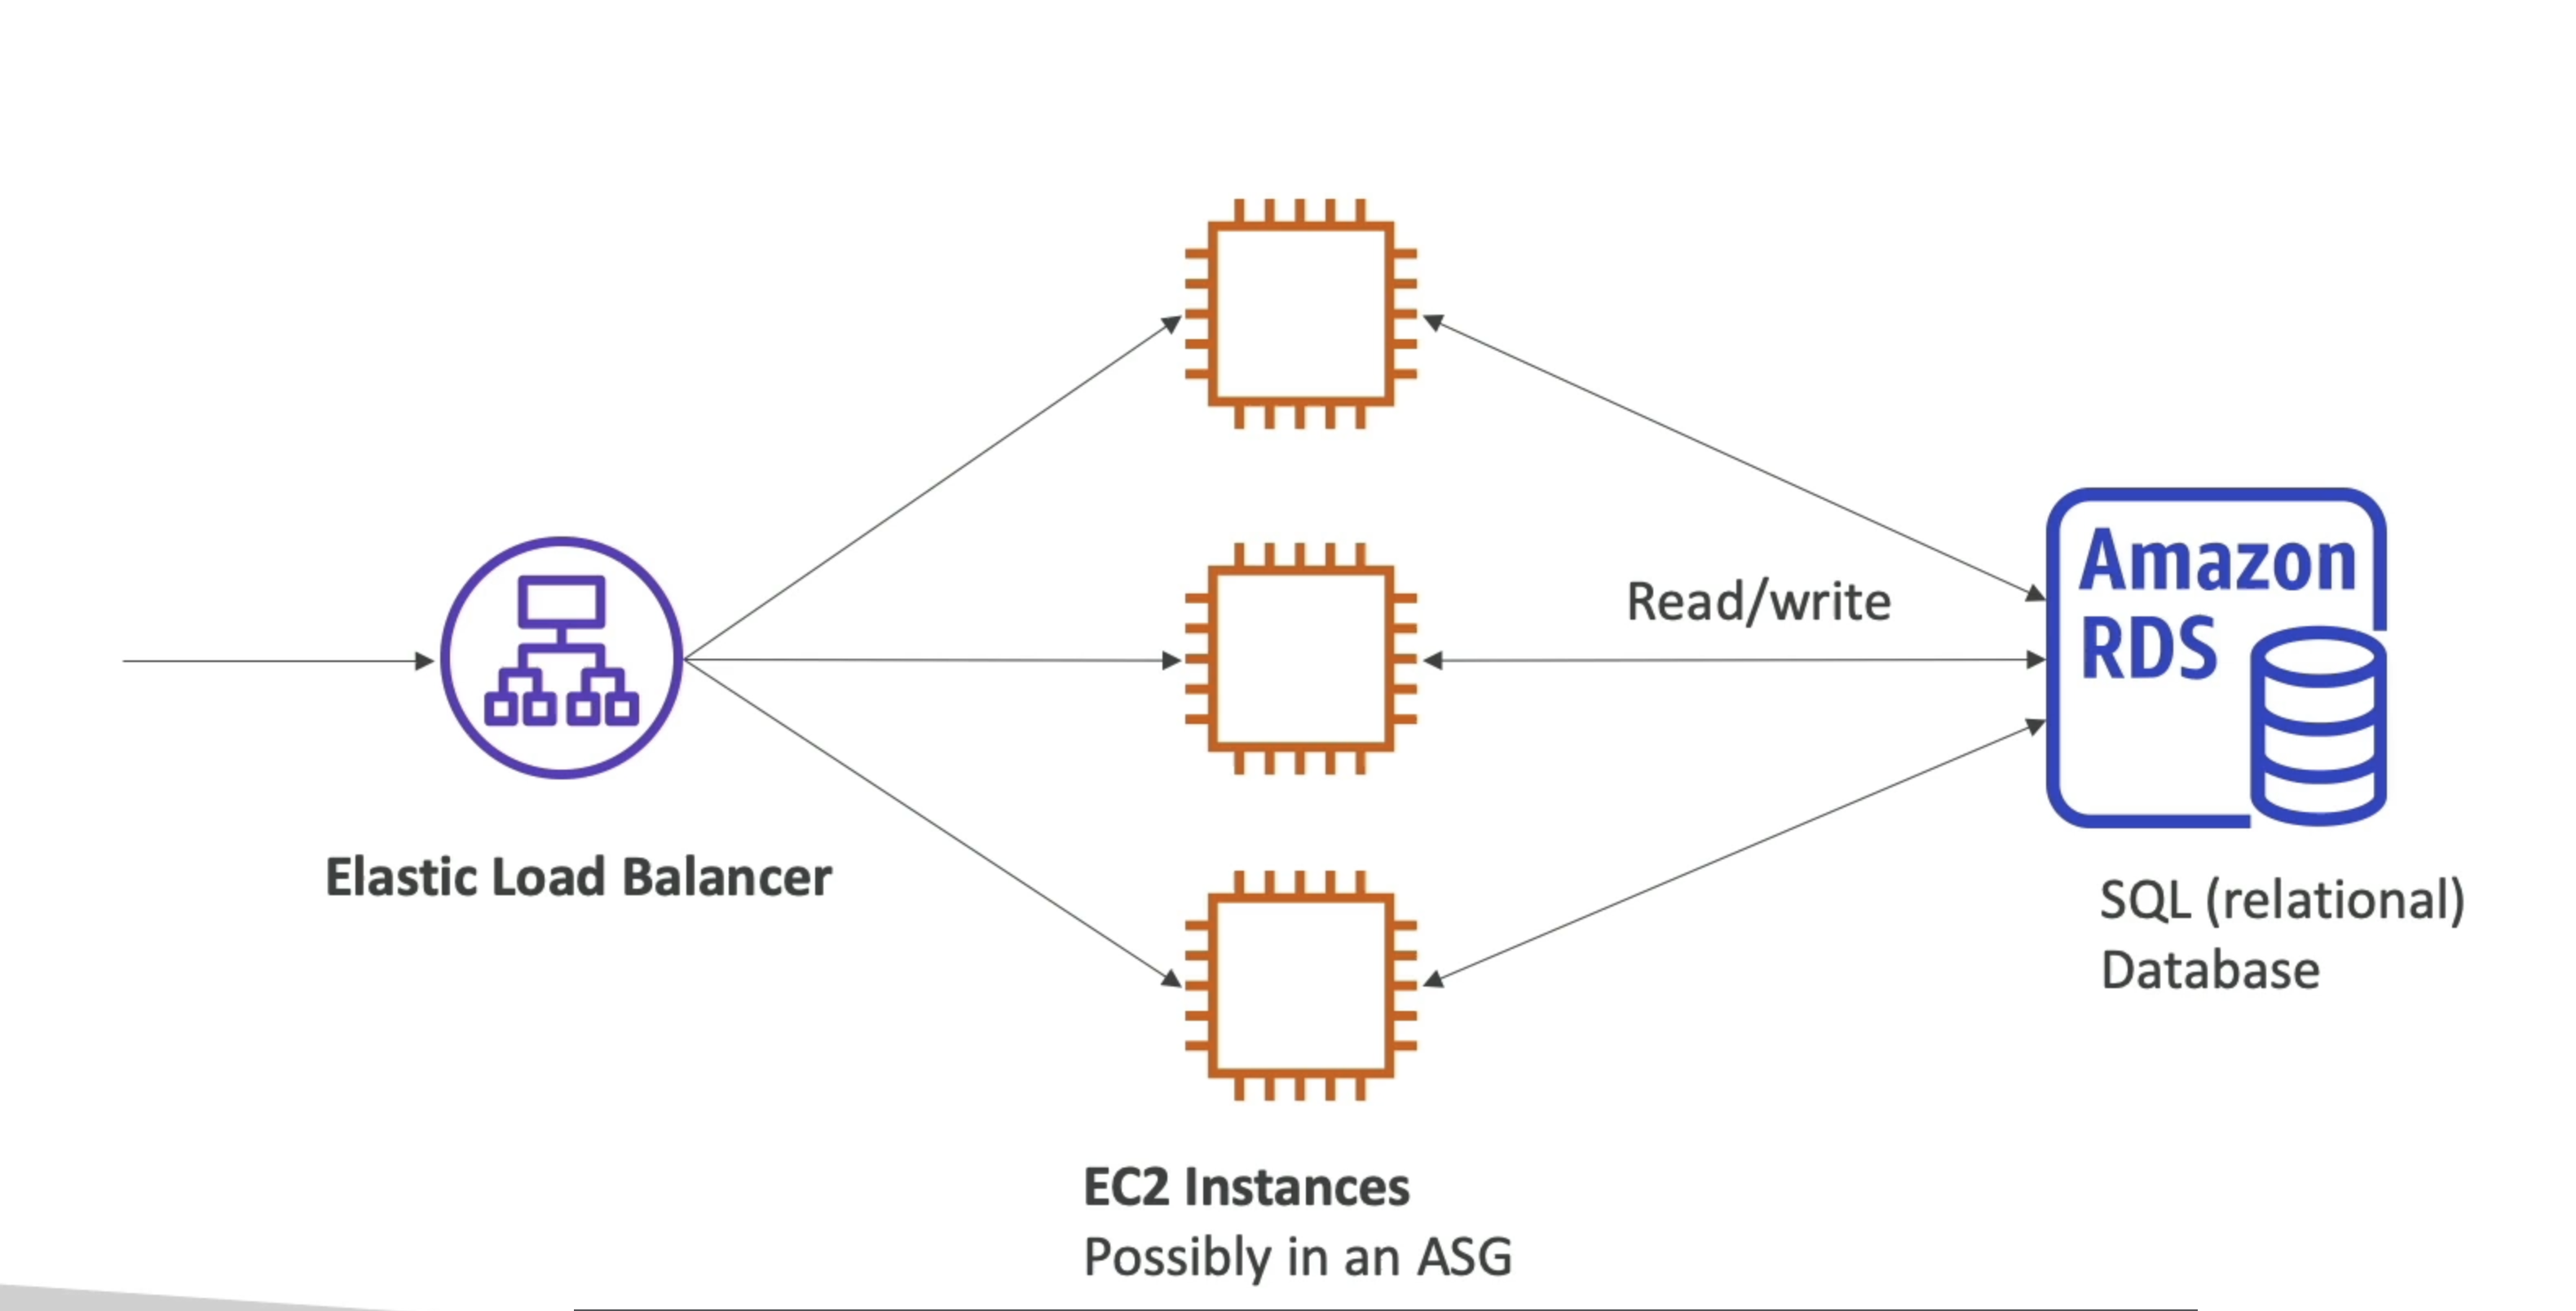 Elastic Load Balancer
EC2 Instances
Possibly in an ASG
Read/write
Amazon
RDS
SQL (relational)
Database